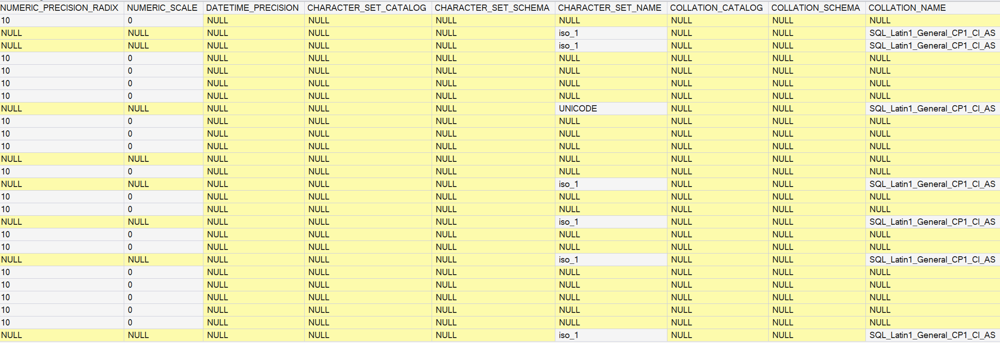 NUMERIC_PRECISION_RADIX NUMERIC_SCALE DATETIME_PRECISION CHARACTER_SET_CATALOG CHARACTER_SET_SCHEMA CHARACTER_SET_NAME COLLATION_CATALOG COLLATION_SCHEMA COLLATION_NAME
10 0 NULL NULL NULL NULL NULL NULL NULL
NULL NULL NULL NULL NULL iso_1 NULL NULL SQL_Latin1_General_CP1_CI_AS
NULL NULL NULL NULL NULL iso_1 NULL NULL SQL_Latin1_General_CP1_CI_AS
10 0 NULL NULL NULL NULL NULL NULL NULL
10 0 NULL NULL NULL NULL NULL NULL NULL
10 0 NULL NULL NULL NULL NULL NULL NULL
10 0 NULL NULL NULL NULL NULL NULL NULL
NULL NULL NULL NULL NULL UNICODE NULL NULL SQL_Latin1_General_CP1_CI_AS
10 0 NULL NULL NULL NULL NULL NULL NULL
10 0 NULL NULL NULL NULL NULL NULL NULL
10 0 NULL NULL NULL NULL NULL NULL NULL
NULL NULL NULL NULL NULL NULL NULL NULL NULL
10 0 NULL NULL NULL NULL NULL NULL NULL
NULL NULL NULL NULL NULL iso_1 NULL NULL SQL_Latin1_General_CP1_CI_AS
10 0 NULL NULL NULL NULL NULL NULL NULL
10 0 NULL NULL NULL NULL NULL NULL NULL
NULL NULL NULL NULL NULL iso_1 NULL NULL SQL_Latin1_General_CP1_CI_AS
10 0 NULL NULL NULL NULL NULL NULL NULL
10 0 NULL NULL NULL NULL NULL NULL NULL
NULL NULL NULL NULL NULL iso_1 NULL NULL SQL_Latin1_General_CP1_CI_AS
10 0 NULL NULL NULL NULL NULL NULL NULL
10 0 NULL NULL NULL NULL NULL NULL NULL
10 0 NULL NULL NULL NULL NULL NULL NULL
10 0 NULL NULL NULL NULL NULL NULL NULL
10 0 NULL NULL NULL NULL NULL NULL NULL
NULL NULL NULL NULL NULL iso_1 NULL NULL SQL_Latin1_General_CP1_CI_AS